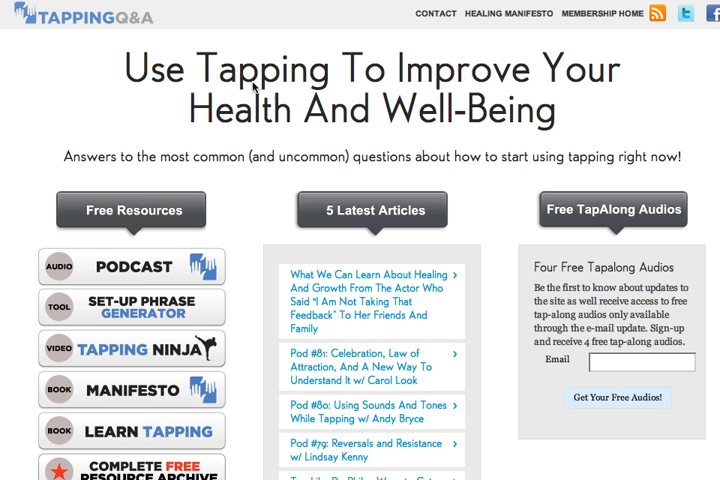 TAPPINGQ&A
CONTACT HEALING MANIFESTO MEMBERSHIP HOME
Use Tapping To Improve Your
Health And Well-Being
Answers to the most common (and uncommon) questions about how to start using tapping right now!
Free Resources
AUDIO PODCAST
TOOL SET-UP PHRASE
GENERATOR
VIDEO TAPPING NINJA
BOOK MANIFESTO
BOOK LEARN TAPPING
COMPLETE FREE
RESOURCE ARCHIVE
5 Latest Articles
What We Can Learn About Healing
And Growth From The Actor Who
Said "I Am Not Taking That
Feedback" To Her Friends And
Family
Pod #81: Celebration, Law of
Attraction, And A New Way To
Understand It w/ Carol Look
Pod #80: Using Sounds And Tones
While Tapping w/ Andy Bryce
Pod #79: Reversals and Resistance
w/ Lindsay Kenny
Free TapAlong Audios
Four Free Tapalong Audios
Be the first to know about updates to
the site as well receive access to free
tap-along audios only available
through the e-mail update. Sign-up
and receive 4 free tap-along audios.
Email
Get Your Free Audios!